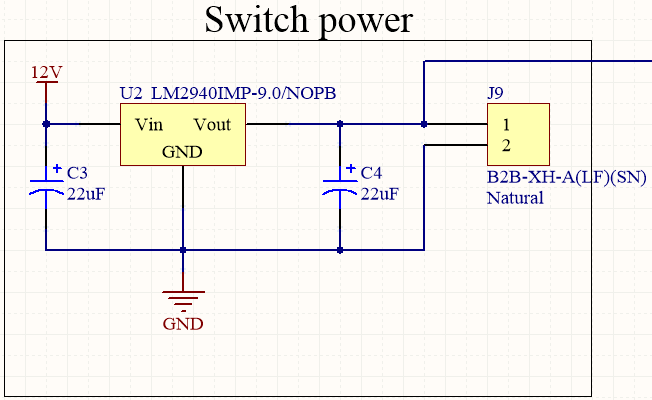 Switch power
12V
U2 LM2940IMP-9.0/NOPB
J9
Vin Vout
GND
1
2
C3
22uF
C4
22uF
B2B-XH-A(LF)(SN)
Natural
GND